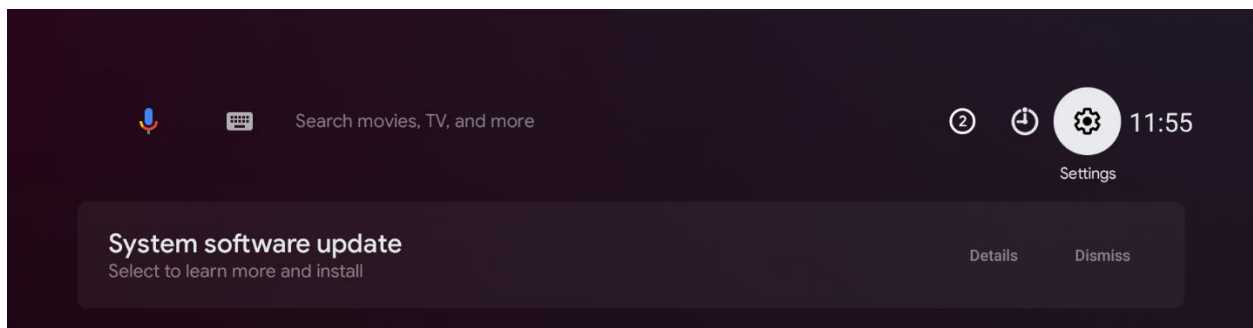 Search movies, TV, and more
2
11:55
Settings
System software update
Select to learn more and install
Details
Dismiss